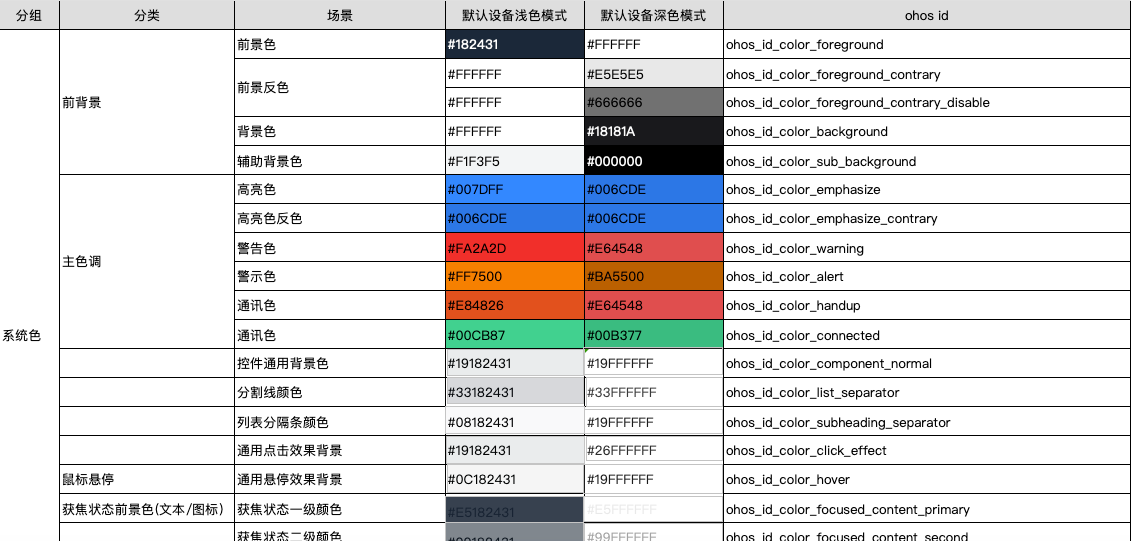 分组 分类 场景 默认设备浅色模式 默认设备深色模式 ohos id
前景色 #182431 #FFFFFF ohos_id_color_foreground
前景反色 #FFFFFF #E5E5E5 ohos_id_color_foreground_contrary
#FFFFFF #666666 ohos_id_color_foreground_contrary_disable
前背景
背景色 #FFFFFF #18181A ohos_id_color_background
辅助背景色 #F1F3F5 #000000 ohos_id_color_sub_background
高亮色 #007DFF #006CDE ohos_id_color_emphasize
高亮色反色 #006CDE #006CDE ohos_id_color_emphasize_contrary
警告色 #FA2A2D #E64548 ohos_id_color_warning
主色调
警示色 #FF7500 #BA5500 ohos_id_color_alert
通讯色 #E84826 #E64548 ohos_id_color_handup
系统色
通讯色 #00CB87 #00B377 ohos_id_color_connected
控件通用背景色 #19182431 #19FFFFFF ohos_id_color_component_normal
分割线颜色 #33182431 #33FFFFFF ohos_id_color_list_separator
列表分隔条颜色 #08182431 #19FFFFFF ohos_id_color_subheading_separator
通用点击效果背景 #19182431 #26FFFFFF ohos_id_color_click_effect
鼠标悬停 通用悬停效果背景 #0C182431 #19FFFFFF ohos_id_color_hover
获焦状态前景色(文本/图标) 获焦状态一级颜色 #E5182431 #E5FFFFFF ohos_id_color_focused_content_primary
获焦状态二级颜色 #99182431 #99FFFFFF ohos_id_color_focused_content_second